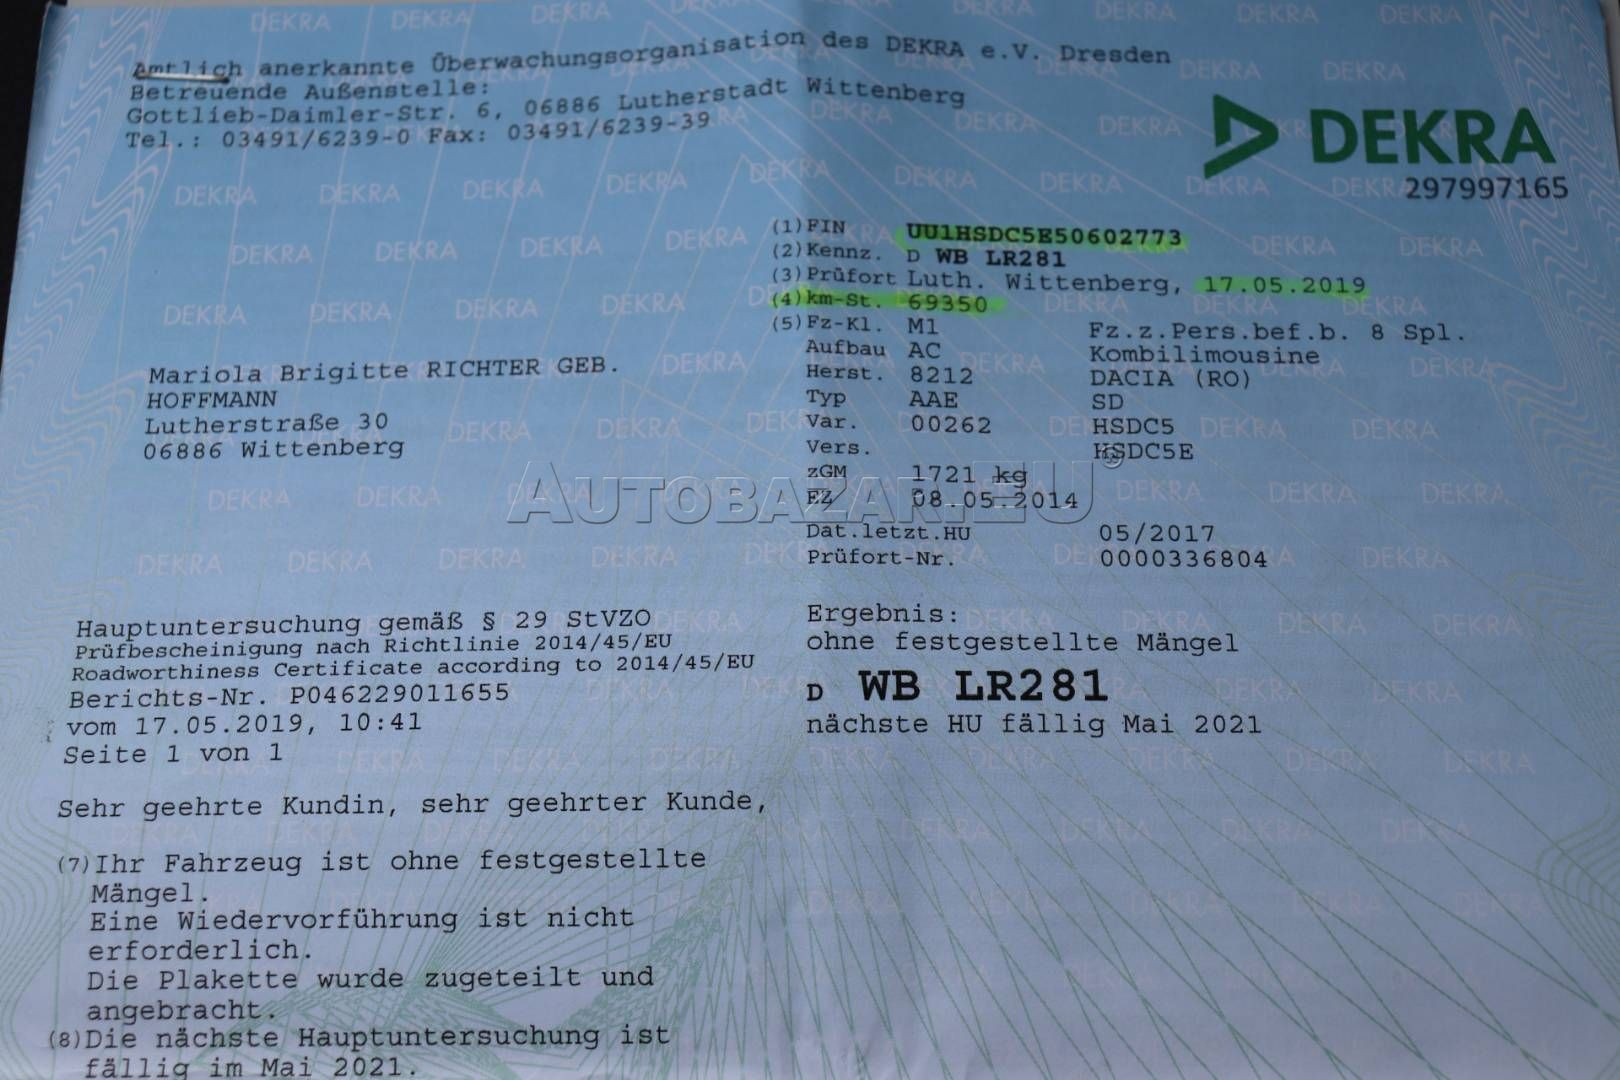 Amtlich anerkannte Überwachungsorganisation des DEKRA e.V. Dresden
Betreuende Außenstelle:
Gottlieb-Daimler-Str. 6, 06886 Lutherstadt Wittenberg
Tel.: 03491/6239-0 Fax: 03491/6239-39
DEKRA
297997165
(1) FIN UU1HSDC5E50602773
(2) Kennz. D WB LR281
(3) Prüfort Luth. Wittenberg, 17.05.2019
(4) km-St. 69350
(5) Fz-Kl. M1 Fz.z.Pers.bef.b. 8 Spl.
Aufbau AC Kombilimousine
Herst. 8212 DACIA (RO)
Typ AAE SD
Var. 00262 HSDC5
Vers. HSDC5E
zGM 1721 kg
EZ 08.05.2014
Dat.letzt.HU 05/2017
Prüfort-Nr. 0000336804
Mariola Brigitte RICHTER GEB.
HOFFMANN
Lutherstraße 30
06886 Wittenberg
AUTOBAZAR.EU
Hauptuntersuchung gemäß § 29 StVZO
Prüfbescheinigung nach Richtlinie 2014/45/EU
Roadworthiness Certificate according to 2014/45/EU
Berichts-Nr. P046229011655
vom 17.05.2019, 10:41
Seite 1 von 1
Ergebnis:
ohne festgestellte Mängel
D WB LR281
nächste HU fällig Mai 2021
Sehr geehrte Kundin, sehr geehrter Kunde,
(7) Ihr Fahrzeug ist ohne festgestellte
Mängel.
Eine Wiedervorführung ist nicht
erforderlich.
Die Plakette wurde zugeteilt und
angebracht.
(8) Die nächste Hauptuntersuchung ist
fällig im Mai 2021.